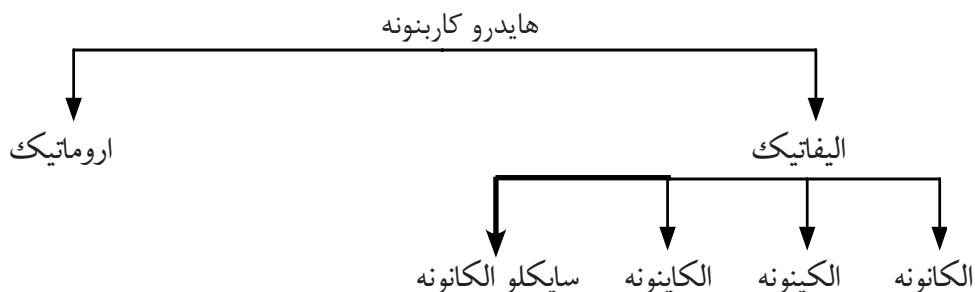 هایدرو کاربنونه
الیفاتیک اروماتیک
الکانونه الکینونه الکاینونه سایکلو الکانونه